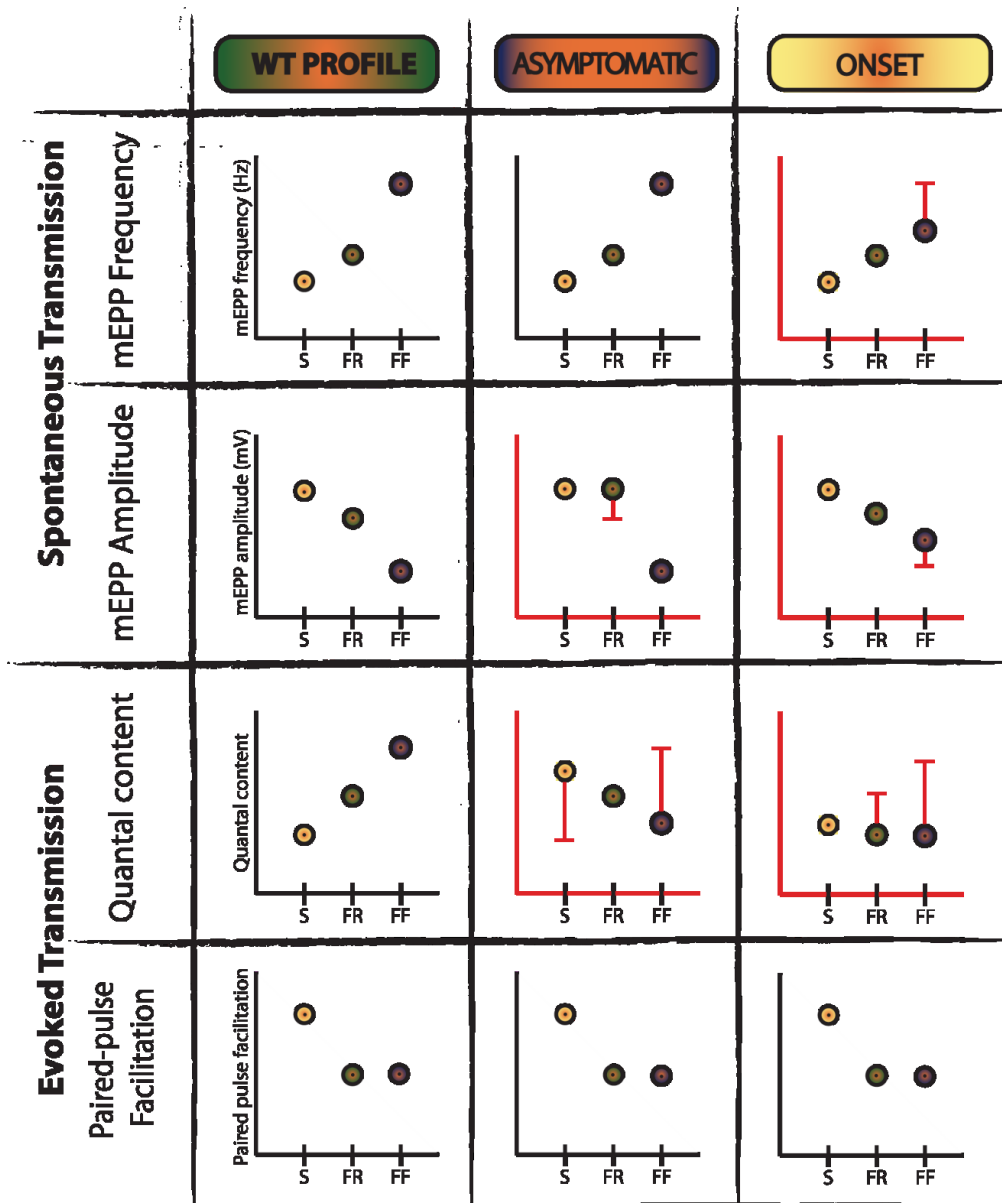 WT PROFILE
ASYMPTOMATIC
ONSET
Spontaneous Transmission
mEPP Frequency
mEPP frequency (Hz)
S FR FF
S FR FF
S FR FF
mEPP Amplitude
mEPP amplitude (mV)
S FR FF
S FR FF
S FR FF
Evoked Transmission
Quantal content
Quantal content
S FR FF
S FR FF
S FR FF
Paired-pulse
Facilitation
Paired pulse facilitation
S FR FF
S FR FF
S FR FF